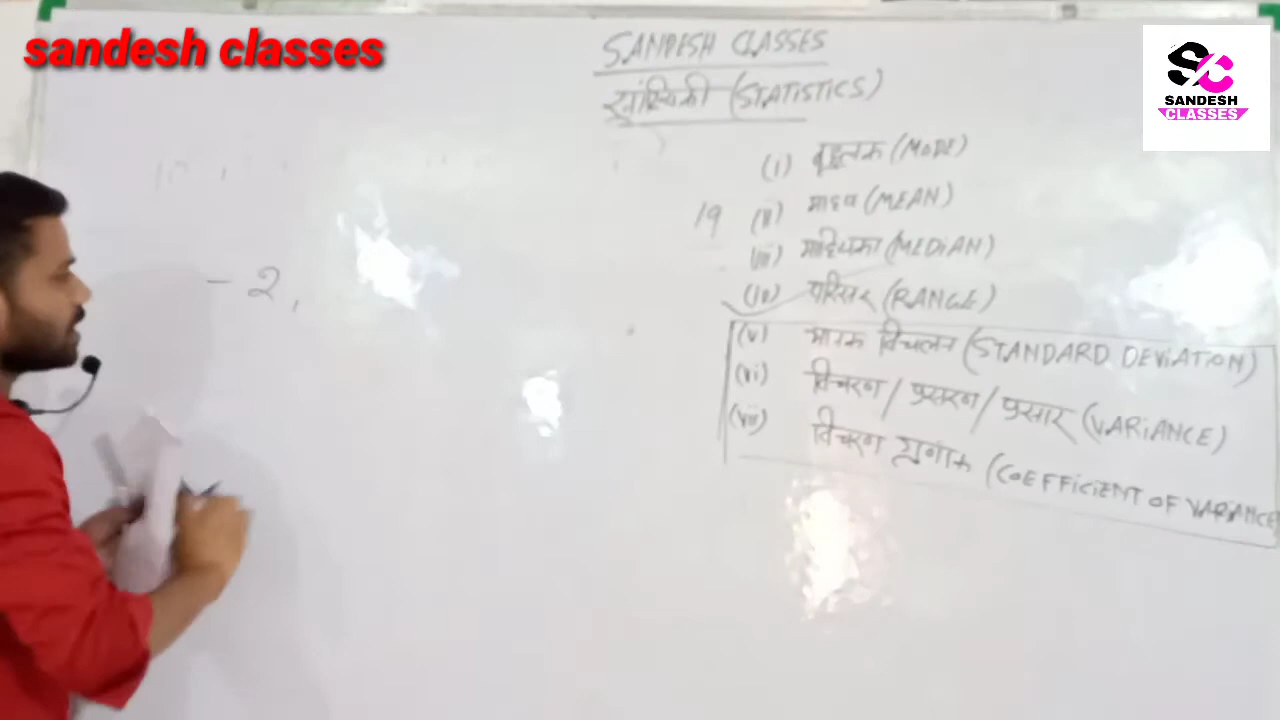 sandesh classes
SANDESH CLASSES
सांख्यिकी (STATISTICS)
SC
SANDESH
CLASSES
(i) बहुलक (MODE)
19 (ii) माध्य (MEAN)
(iii) माध्यिका (MEDIAN)
(iv) परिसर (RANGE)
(v) मानक विचलन (STANDARD DEVIATION)
(vi) विचरण / प्रसरण / प्रसार (VARIANCE)
(vii) विचरण गुणांक (COEFFICIENT OF VARIANCE
- 2,